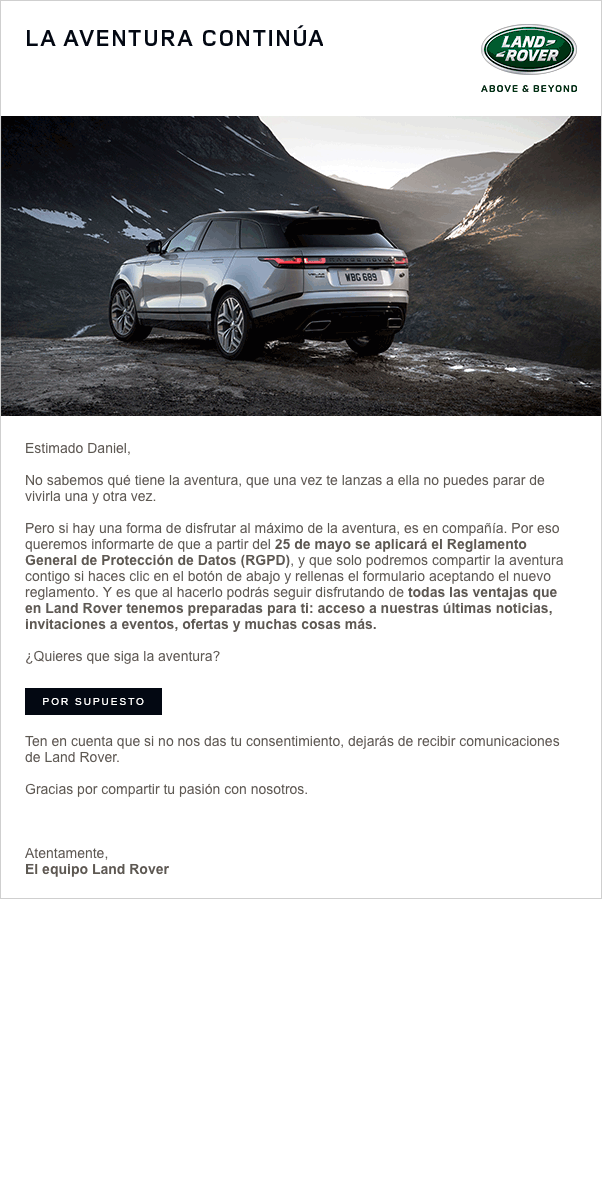 LA AVENTURA CONTINÚA
LAND-
-ROVER
ABOVE & BEYOND
RANGE ROVER
VELAR
WBG 689
Estimado Daniel,
No sabemos qué tiene la aventura, que una vez te lanzas a ella no puedes parar de
vivirla una y otra vez.
Pero si hay una forma de disfrutar al máximo de la aventura, es en compañía. Por eso
queremos informarte de que a partir del 25 de mayo se aplicará el Reglamento
General de Protección de Datos (RGPD), y que solo podremos compartir la aventura
contigo si haces clic en el botón de abajo y rellenas el formulario aceptando el nuevo
reglamento. Y es que al hacerlo podrás seguir disfrutando de todas las ventajas que
en Land Rover tenemos preparadas para ti: acceso a nuestras últimas noticias,
invitaciones a eventos, ofertas y muchas cosas más.
¿Quieres que siga la aventura?
POR SUPUESTO
Ten en cuenta que si no nos das tu consentimiento, dejarás de recibir comunicaciones
de Land Rover.
Gracias por compartir tu pasión con nosotros.
Atentamente,
El equipo Land Rover